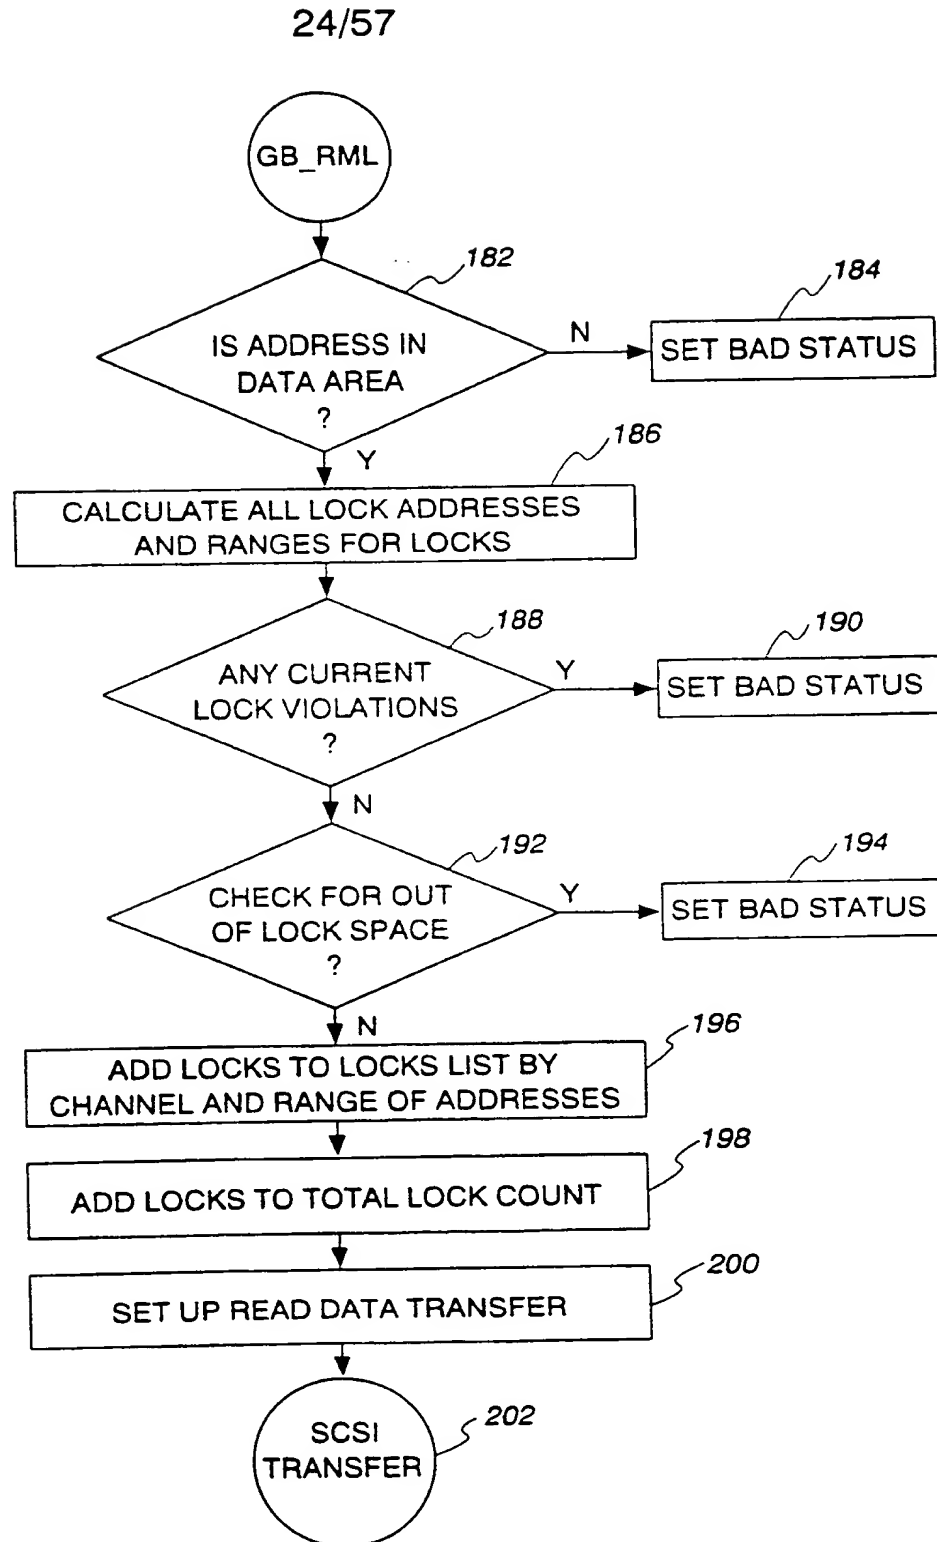 24/57
GB_RML
182
IS ADDRESS IN
DATA AREA
?
N
184
SET BAD STATUS
Y
186
CALCULATE ALL LOCK ADDRESSES
AND RANGES FOR LOCKS
188
ANY CURRENT
LOCK VIOLATIONS
?
Y
190
SET BAD STATUS
N
192
CHECK FOR OUT
OF LOCK SPACE
?
Y
194
SET BAD STATUS
N
196
ADD LOCKS TO LOCKS LIST BY
CHANNEL AND RANGE OF ADDRESSES
198
ADD LOCKS TO TOTAL LOCK COUNT
200
SET UP READ DATA TRANSFER
202
SCSI
TRANSFER